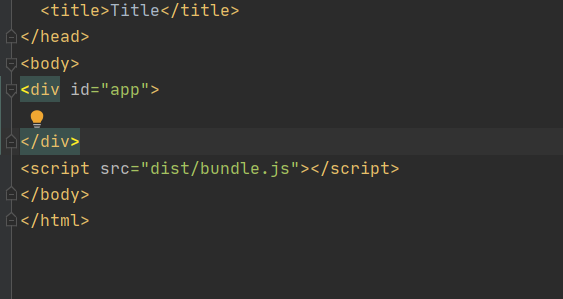 <title>Title</title>
</head>
<body>
<div id="app">
</div>
<script src="dist/bundle.js"></script>
</body>
</html>